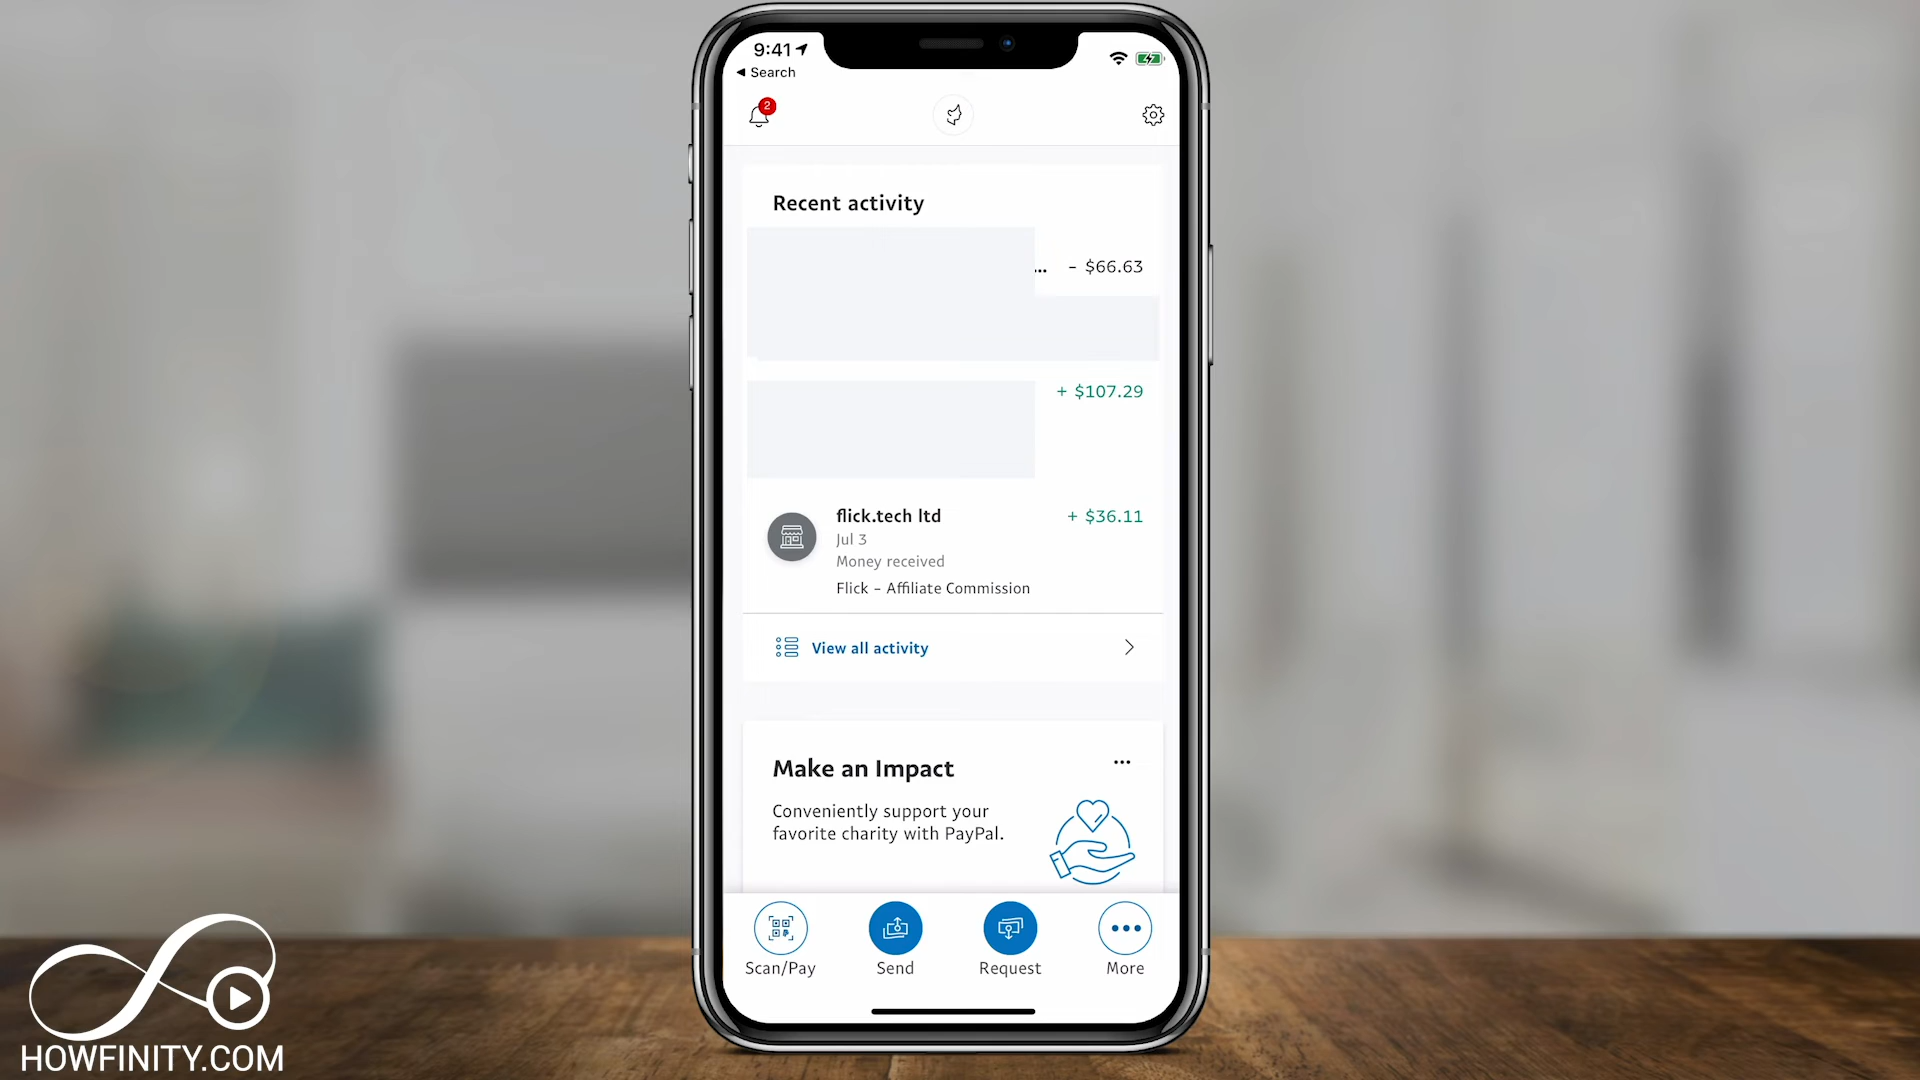 9:41
◀ Search
2
Recent activity
... - $66.63
+ $107.29
flick.tech ltd
+ $36.11
Jul 3
Money received
Flick – Affiliate Commission
View all activity
Make an Impact
Conveniently support your
favorite charity with PayPal.
Scan/Pay
Send
Request
More
HOWFINITY.COM